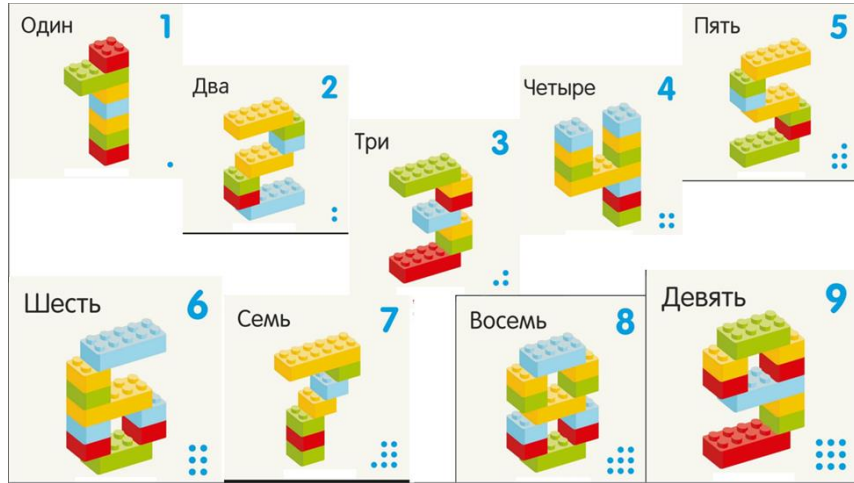 Один 1
Два 2
Три 3
Четыре 4
Пять 5
Шесть 6
Семь 7
Восемь 8
Девять 9